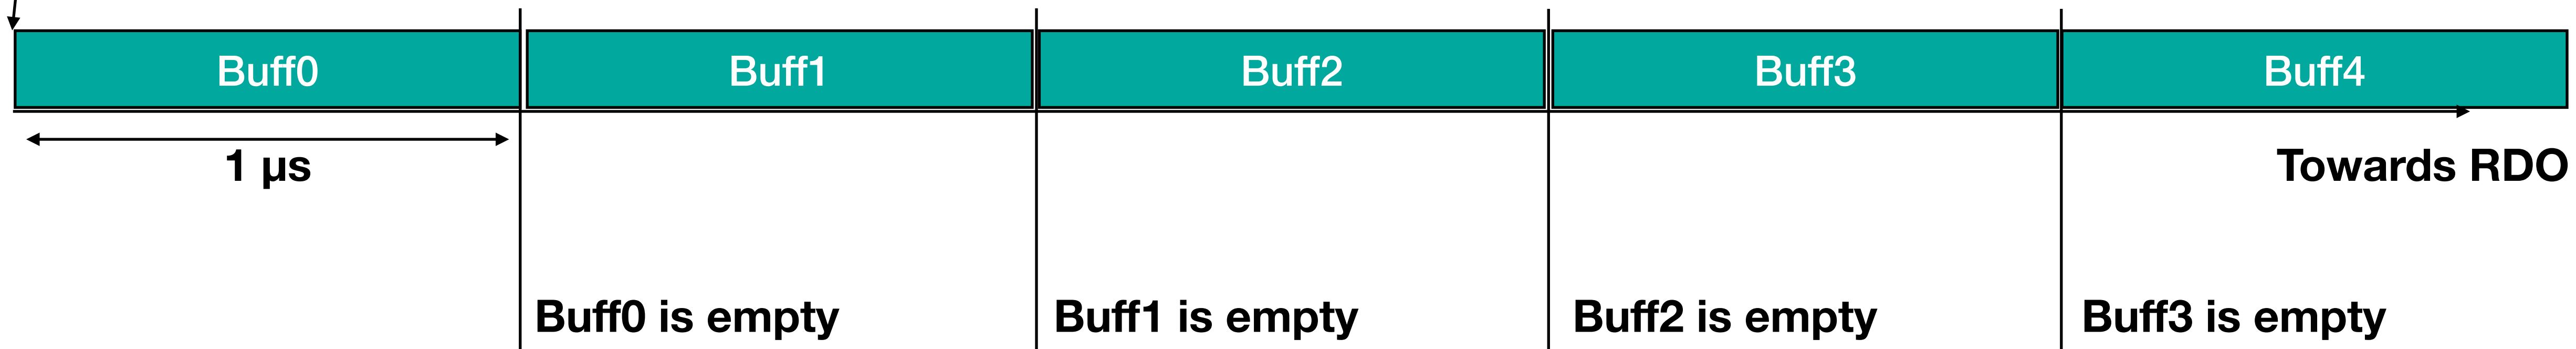 Buff0 Buff1 Buff2 Buff3 Buff4
1 µs
Towards RDO
Buff0 is empty
Buff1 is empty
Buff2 is empty
Buff3 is empty